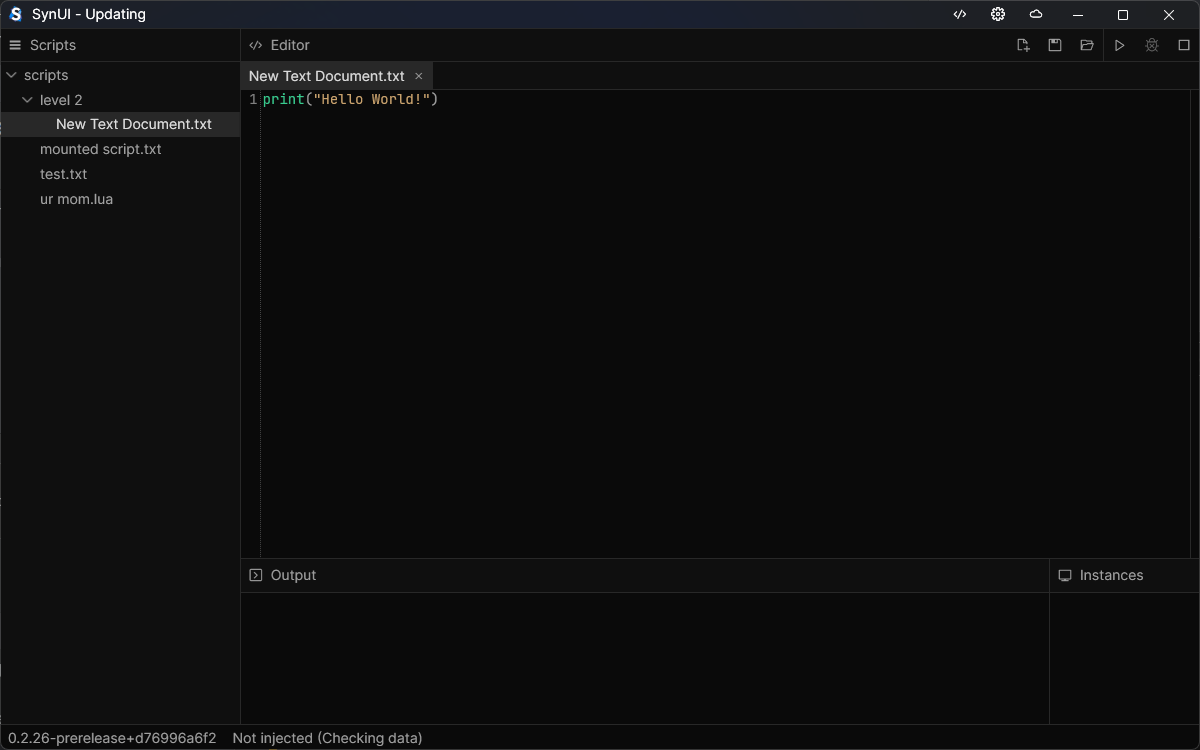 SynUI - Updating
Scripts
Editor
scripts
level 2
New Text Document.txt
mounted script.txt
test.txt
ur mom.lua
New Text Document.txt
1 print("Hello World!")
Output
Instances
0.2.26-prerelease+d76996a6f2 Not injected (Checking data)